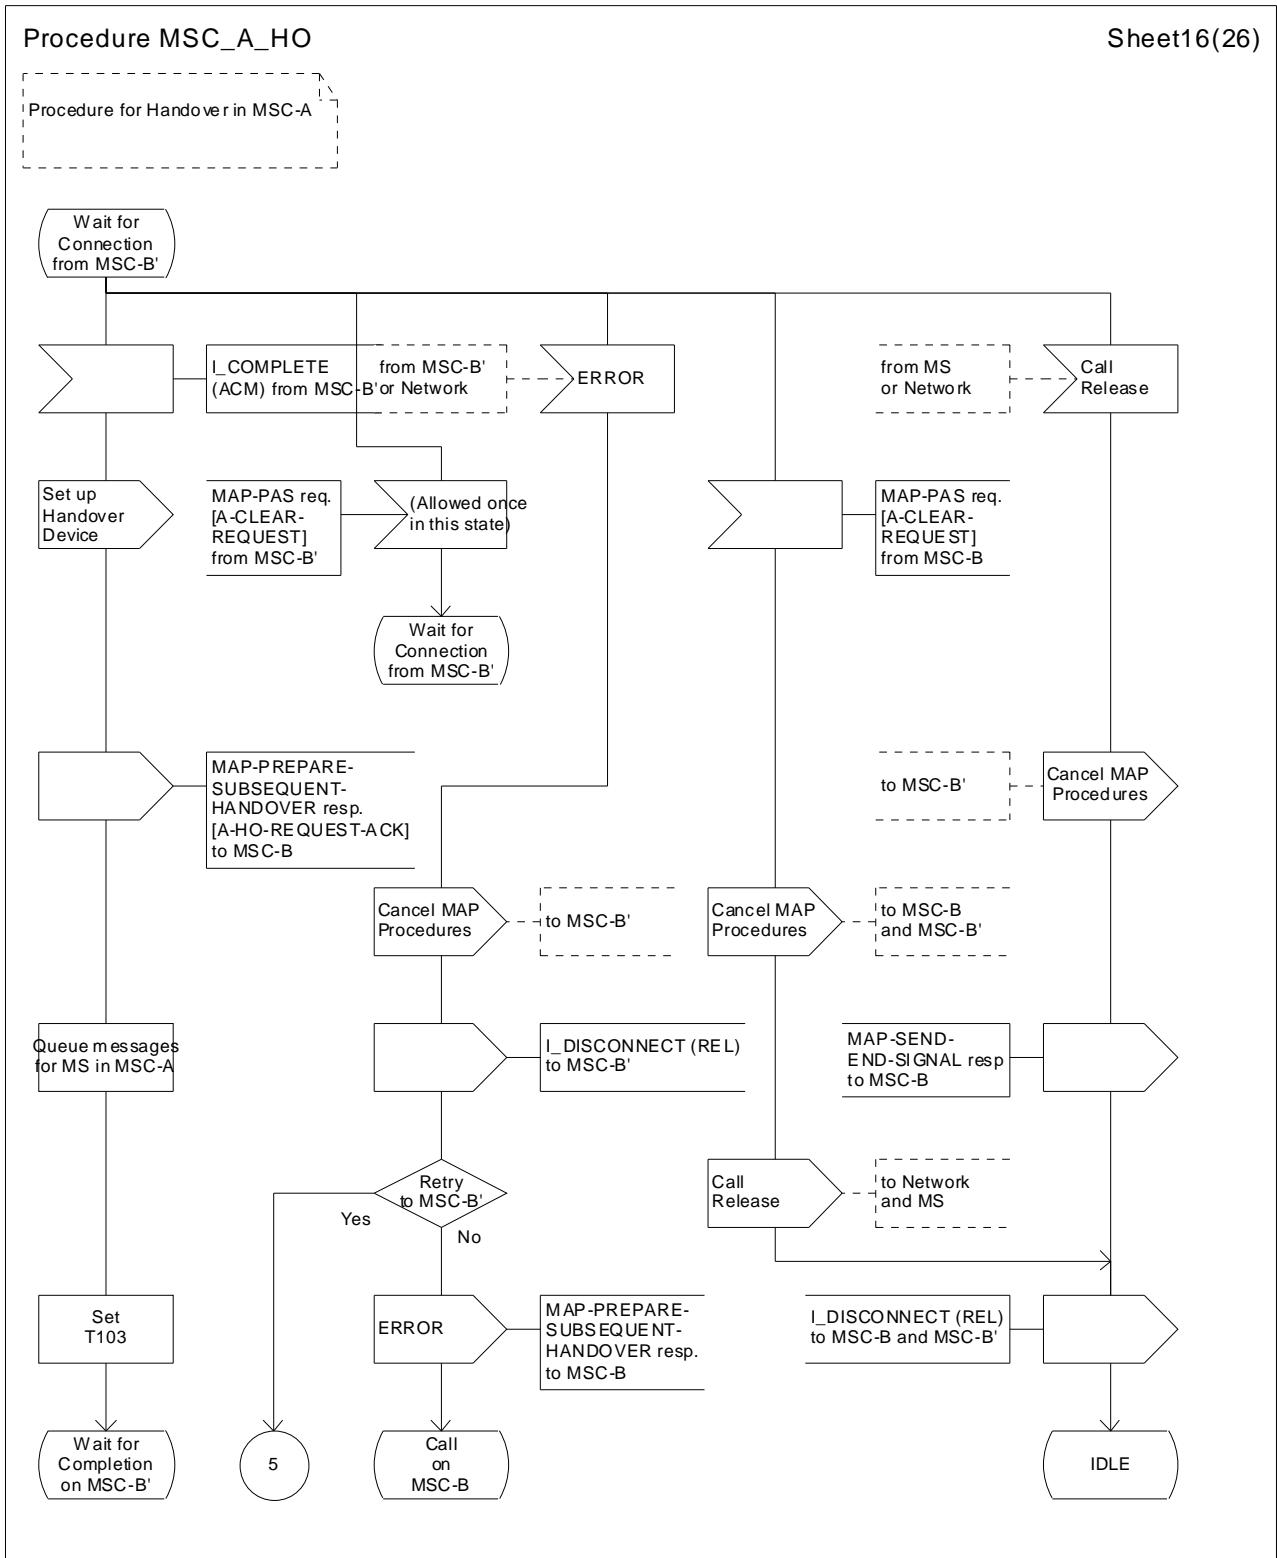 Procedure MSC_A_HO
Sheet16(26)
Procedure for Handover in MSC-A
Wait for
Connection
from MSC-B'
I_COMPLETE
(ACM) from MSC-B'
from MSC-B'
or Network
ERROR
from MS
or Network
Call
Release
Set up
Handover
Device
MAP-PAS req.
[A-CLEAR-
REQUEST]
from MSC-B'
(Allowed once
in this state)
MAP-PAS req.
[A-CLEAR-
REQUEST]
from MSC-B
Wait for
Connection
from MSC-B'
MAP-PREPARE-
SUBSEQUENT-
HANDOVER resp.
[A-HO-REQUEST-ACK]
to MSC-B
to MSC-B'
Cancel MAP
Procedures
Cancel MAP
Procedures
to MSC-B'
Cancel MAP
Procedures
to MSC-B
and MSC-B'
Queue messages
for MS in MSC-A
I_DISCONNECT (REL)
to MSC-B'
MAP-SEND-
END-SIGNAL resp
to MSC-B
Retry
to MSC-B'
Yes
No
Call
Release
to Network
and MS
Set
T103
ERROR
MAP-PREPARE-
SUBSEQUENT-
HANDOVER resp.
to MSC-B
I_DISCONNECT (REL)
to MSC-B and MSC-B'
Wait for
Completion
on MSC-B'
5
Call
on
MSC-B
IDLE